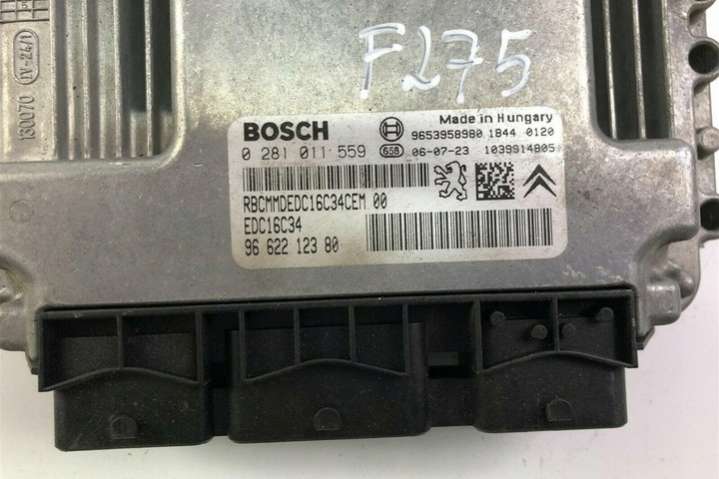 F275
130070
BOSCH
Made in Hungary
9653958980 1844 0120
0 281 011 559
658
06-07-23
1039914805
RBCMMDEDC16C34CEM 00
EDC16C34
96 622 123 80